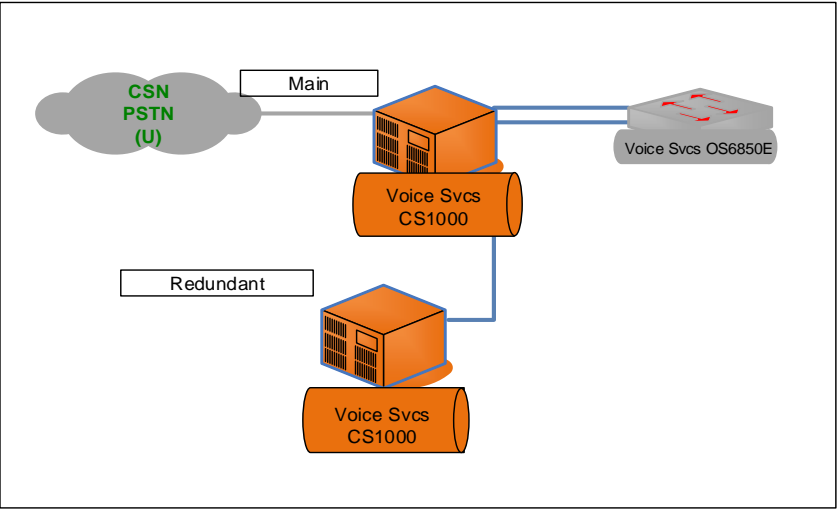 Main
CSN
PSTN
(U)
Voice Svcs OS6850E
Voice Svcs
CS1000
Redundant
Voice Svcs
CS1000